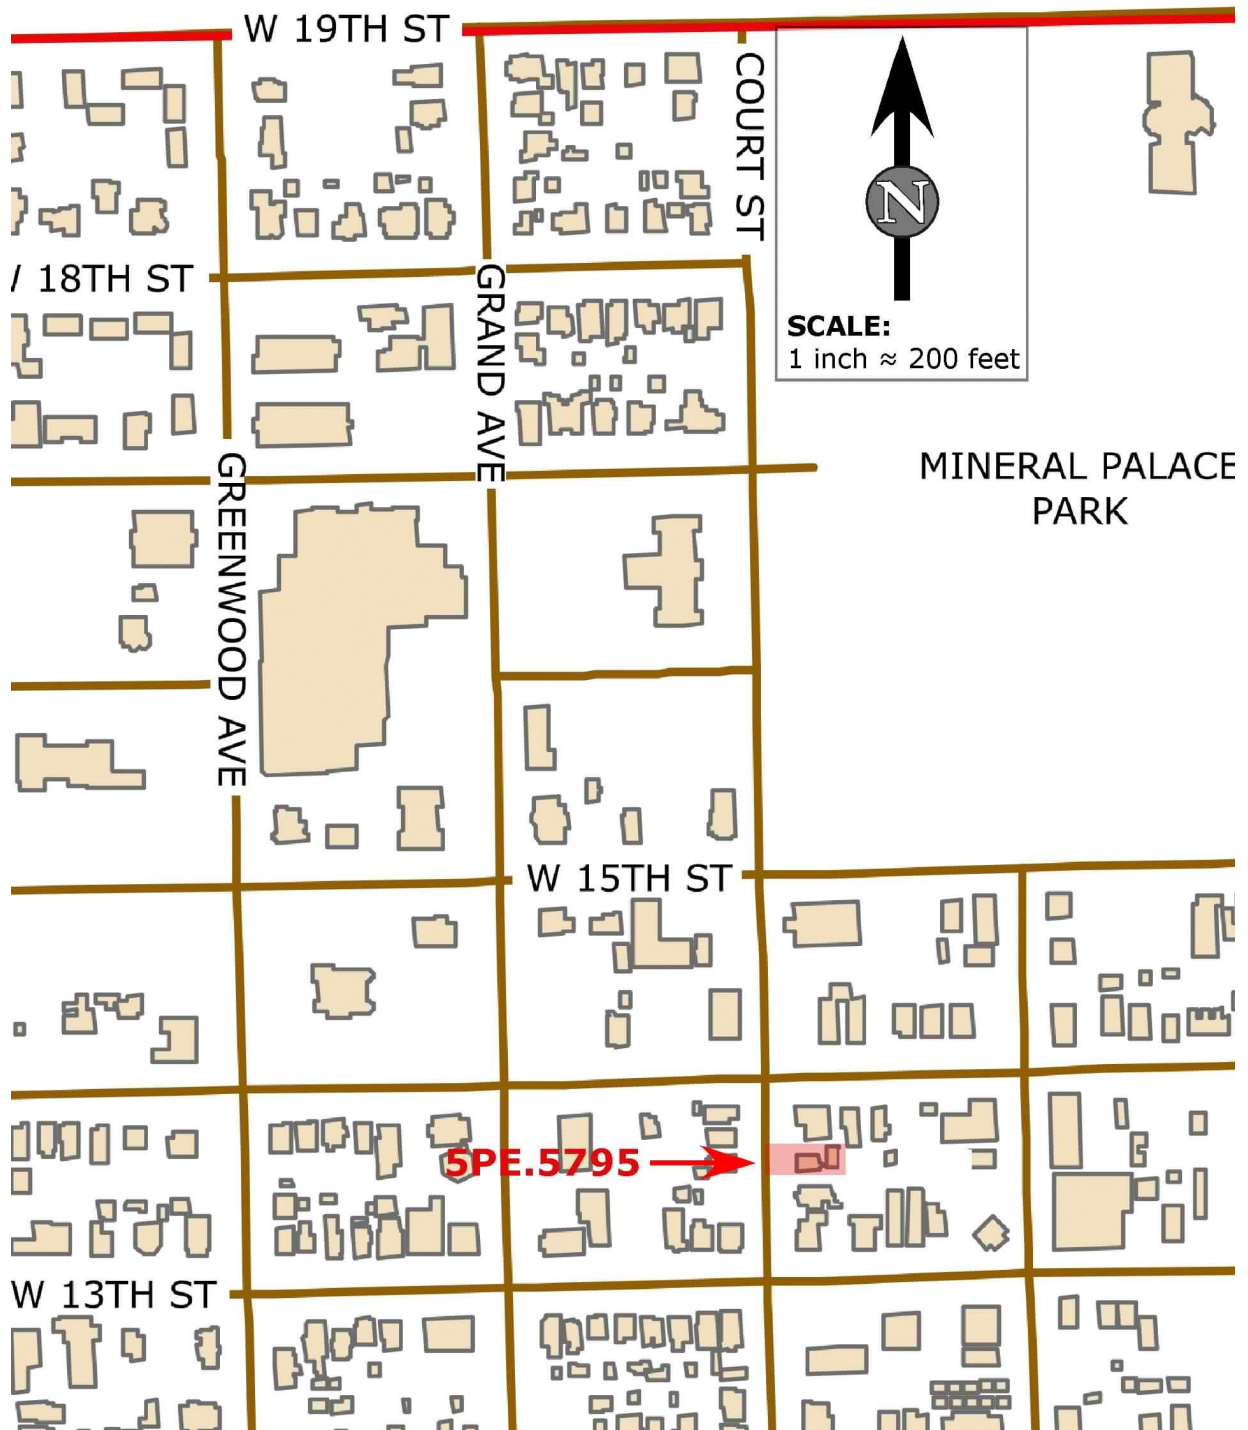 W 19TH ST
COURT ST
N
W 18TH ST
GRAND AVE
SCALE:
1 inch ≈ 200 feet
GREENWOOD AVE
MINERAL PALACE
PARK
W 15TH ST
5PE.5795
W 13TH ST